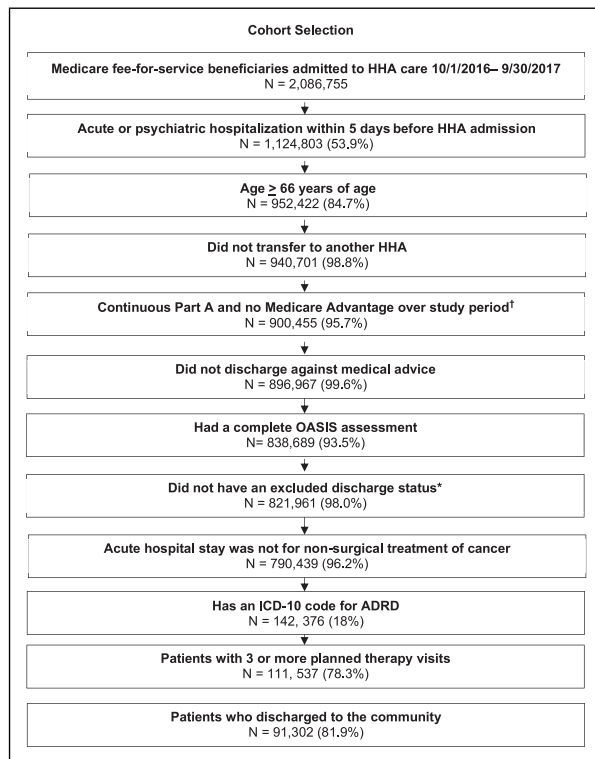 Cohort Selection
Medicare fee-for-service beneficiaries admitted to HHA care 10/1/2016– 9/30/2017
N = 2,086,755
Acute or psychiatric hospitalization within 5 days before HHA admission
N = 1,124,803 (53.9%)
Age ≥ 66 years of age
N = 952,422 (84.7%)
Did not transfer to another HHA
N = 940,701 (98.8%)
Continuous Part A and no Medicare Advantage over study period†
N = 900,455 (95.7%)
Did not discharge against medical advice
N = 896,967 (99.6%)
Had a complete OASIS assessment
N= 838,689 (93.5%)
Did not have an excluded discharge status*
N = 821,961 (98.0%)
Acute hospital stay was not for non-surgical treatment of cancer
N = 790,439 (96.2%)
Has an ICD-10 code for ADRD
N = 142, 376 (18%)
Patients with 3 or more planned therapy visits
N = 111, 537 (78.3%)
Patients who discharged to the community
N = 91,302 (81.9%)